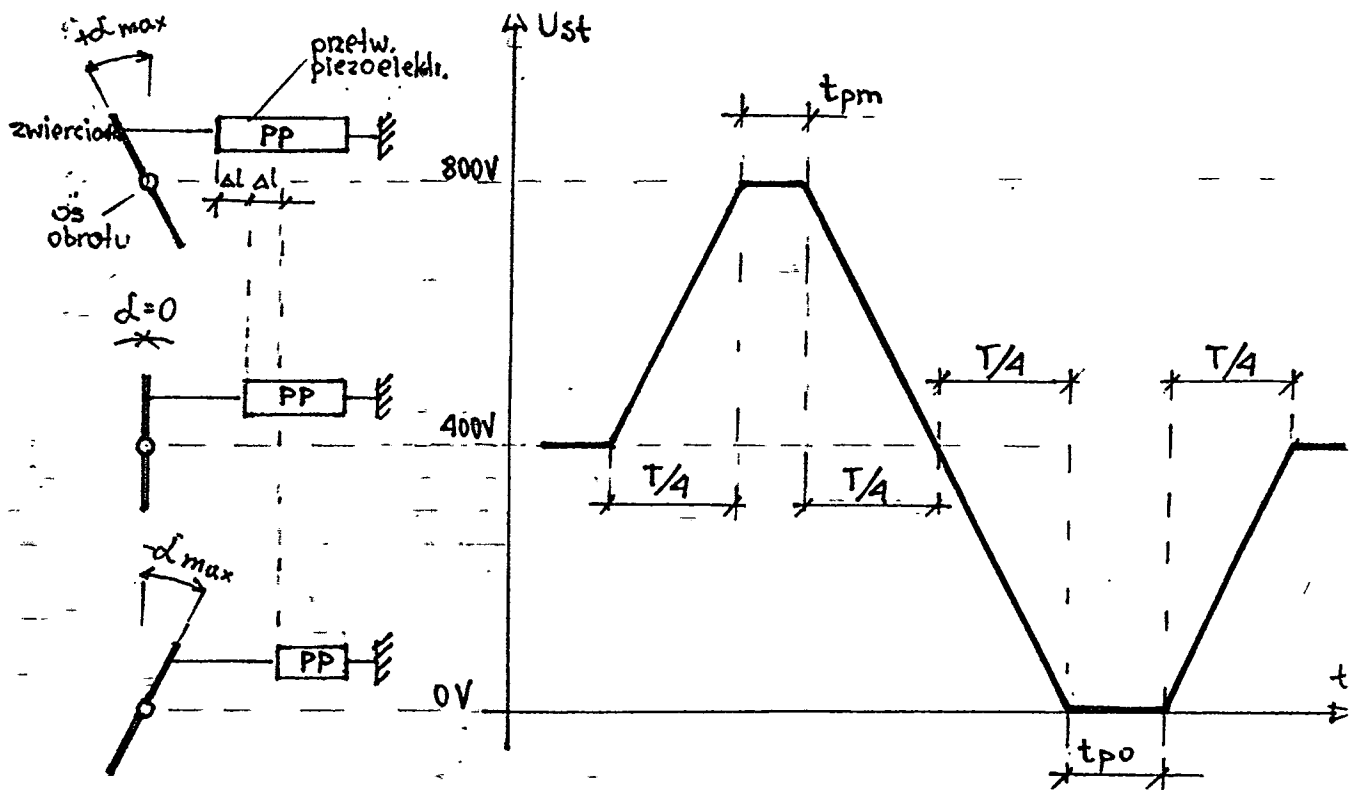 +α max
przetw.
piezoelektr.
zwierciadł
PP
Δl Δl
oś
obrotu
α=0
PP
-α max
PP
Ust
tpm
800V
T/4
T/4
400V
T/4
T/4
0V
t
tpo